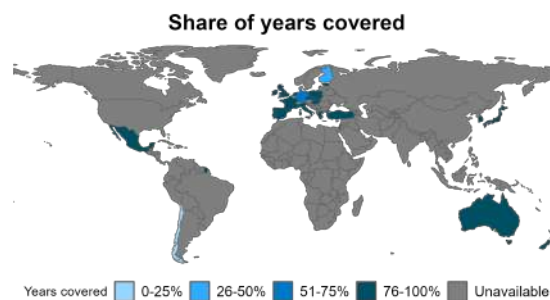 Share of years covered
Years covered 0-25% 26-50% 51-75% 76-100% Unavailable